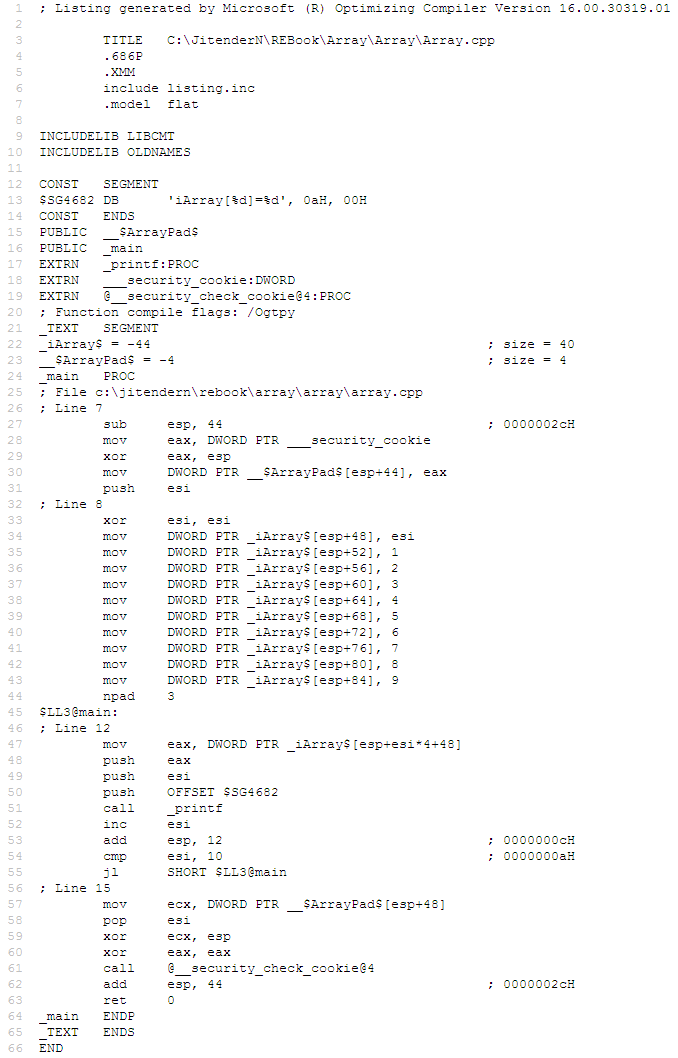 1 ; Listing generated by Microsoft (R) Optimizing Compiler Version 16.00.30319.01
2
3 TITLE C:\JitenderN\REBook\Array\Array\Array.cpp
4 .686P
5 .XMM
6 include listing.inc
7 .model flat
8
9 INCLUDELIB LIBCMT
10 INCLUDELIB OLDNAMES
11
12 CONST SEGMENT
13 $SG4682 DB 'iArray[%d]=%d', 0aH, 00H
14 CONST ENDS
15 PUBLIC __$ArrayPad$
16 PUBLIC _main
17 EXTRN _printf:PROC
18 EXTRN ___security_cookie:DWORD
19 EXTRN @__security_check_cookie@4:PROC
20 ; Function compile flags: /Ogtpy
21 _TEXT SEGMENT
22 _iArray$ = -44 ; size = 40
23 __$ArrayPad$ = -4 ; size = 4
24 _main PROC
25 ; File c:\jitendern\rebook\array\array\array.cpp
26 ; Line 7
27 sub esp, 44 ; 0000002cH
28 mov eax, DWORD PTR ___security_cookie
29 xor eax, esp
30 mov DWORD PTR __$ArrayPad$[esp+44], eax
31 push esi
32 ; Line 8
33 xor esi, esi
34 mov DWORD PTR _iArray$[esp+48], esi
35 mov DWORD PTR _iArray$[esp+52], 1
36 mov DWORD PTR _iArray$[esp+56], 2
37 mov DWORD PTR _iArray$[esp+60], 3
38 mov DWORD PTR _iArray$[esp+64], 4
39 mov DWORD PTR _iArray$[esp+68], 5
40 mov DWORD PTR _iArray$[esp+72], 6
41 mov DWORD PTR _iArray$[esp+76], 7
42 mov DWORD PTR _iArray$[esp+80], 8
43 mov DWORD PTR _iArray$[esp+84], 9
44 npad 3
45 $LL3@main:
46 ; Line 12
47 mov eax, DWORD PTR _iArray$[esp+esi*4+48]
48 push eax
49 push esi
50 push OFFSET $SG4682
51 call _printf
52 inc esi
53 add esp, 12 ; 0000000cH
54 cmp esi, 10 ; 0000000aH
55 jl SHORT $LL3@main
56 ; Line 15
57 mov ecx, DWORD PTR __$ArrayPad$[esp+48]
58 pop esi
59 xor ecx, esp
60 xor eax, eax
61 call @__security_check_cookie@4
62 add esp, 44 ; 0000002cH
63 ret 0
64 _main ENDP
65 _TEXT ENDS
66 END